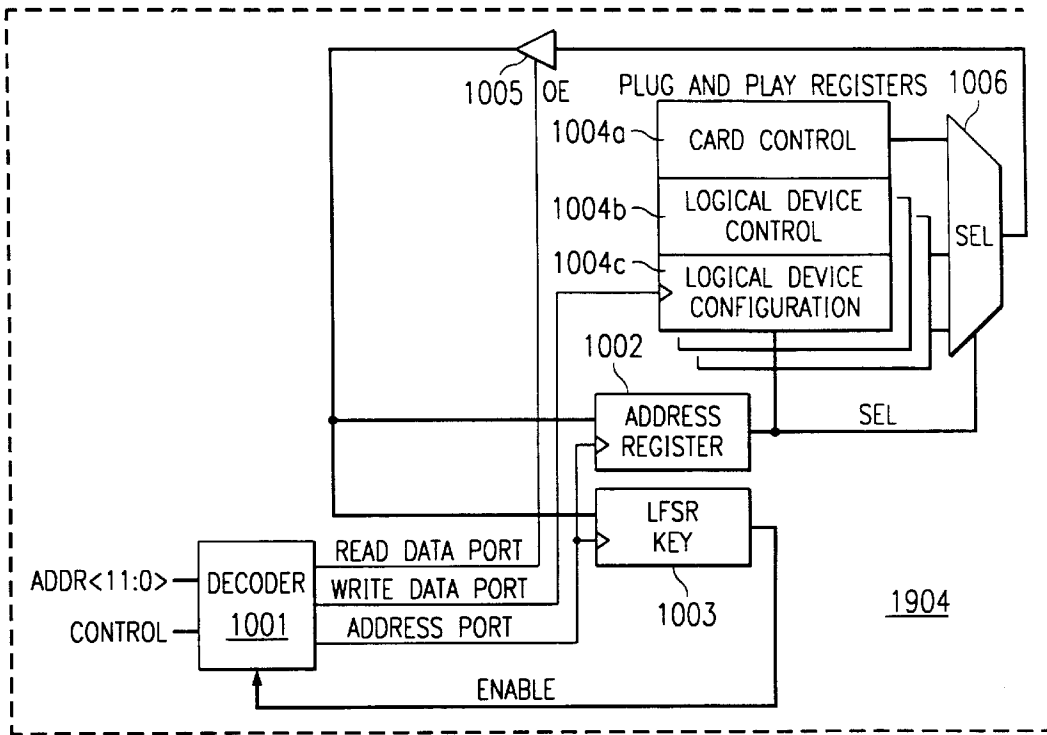 1005
OE
PLUG AND PLAY REGISTERS
1006
1004a
CARD CONTROL
1004b
LOGICAL DEVICE
CONTROL
SEL
1004c
LOGICAL DEVICE
CONFIGURATION
1002
ADDRESS
REGISTER
SEL
LFSR
KEY
1003
READ DATA PORT
ADDR<11:0>
DECODER
1001
WRITE DATA PORT
CONTROL
ADDRESS PORT
ENABLE
1904